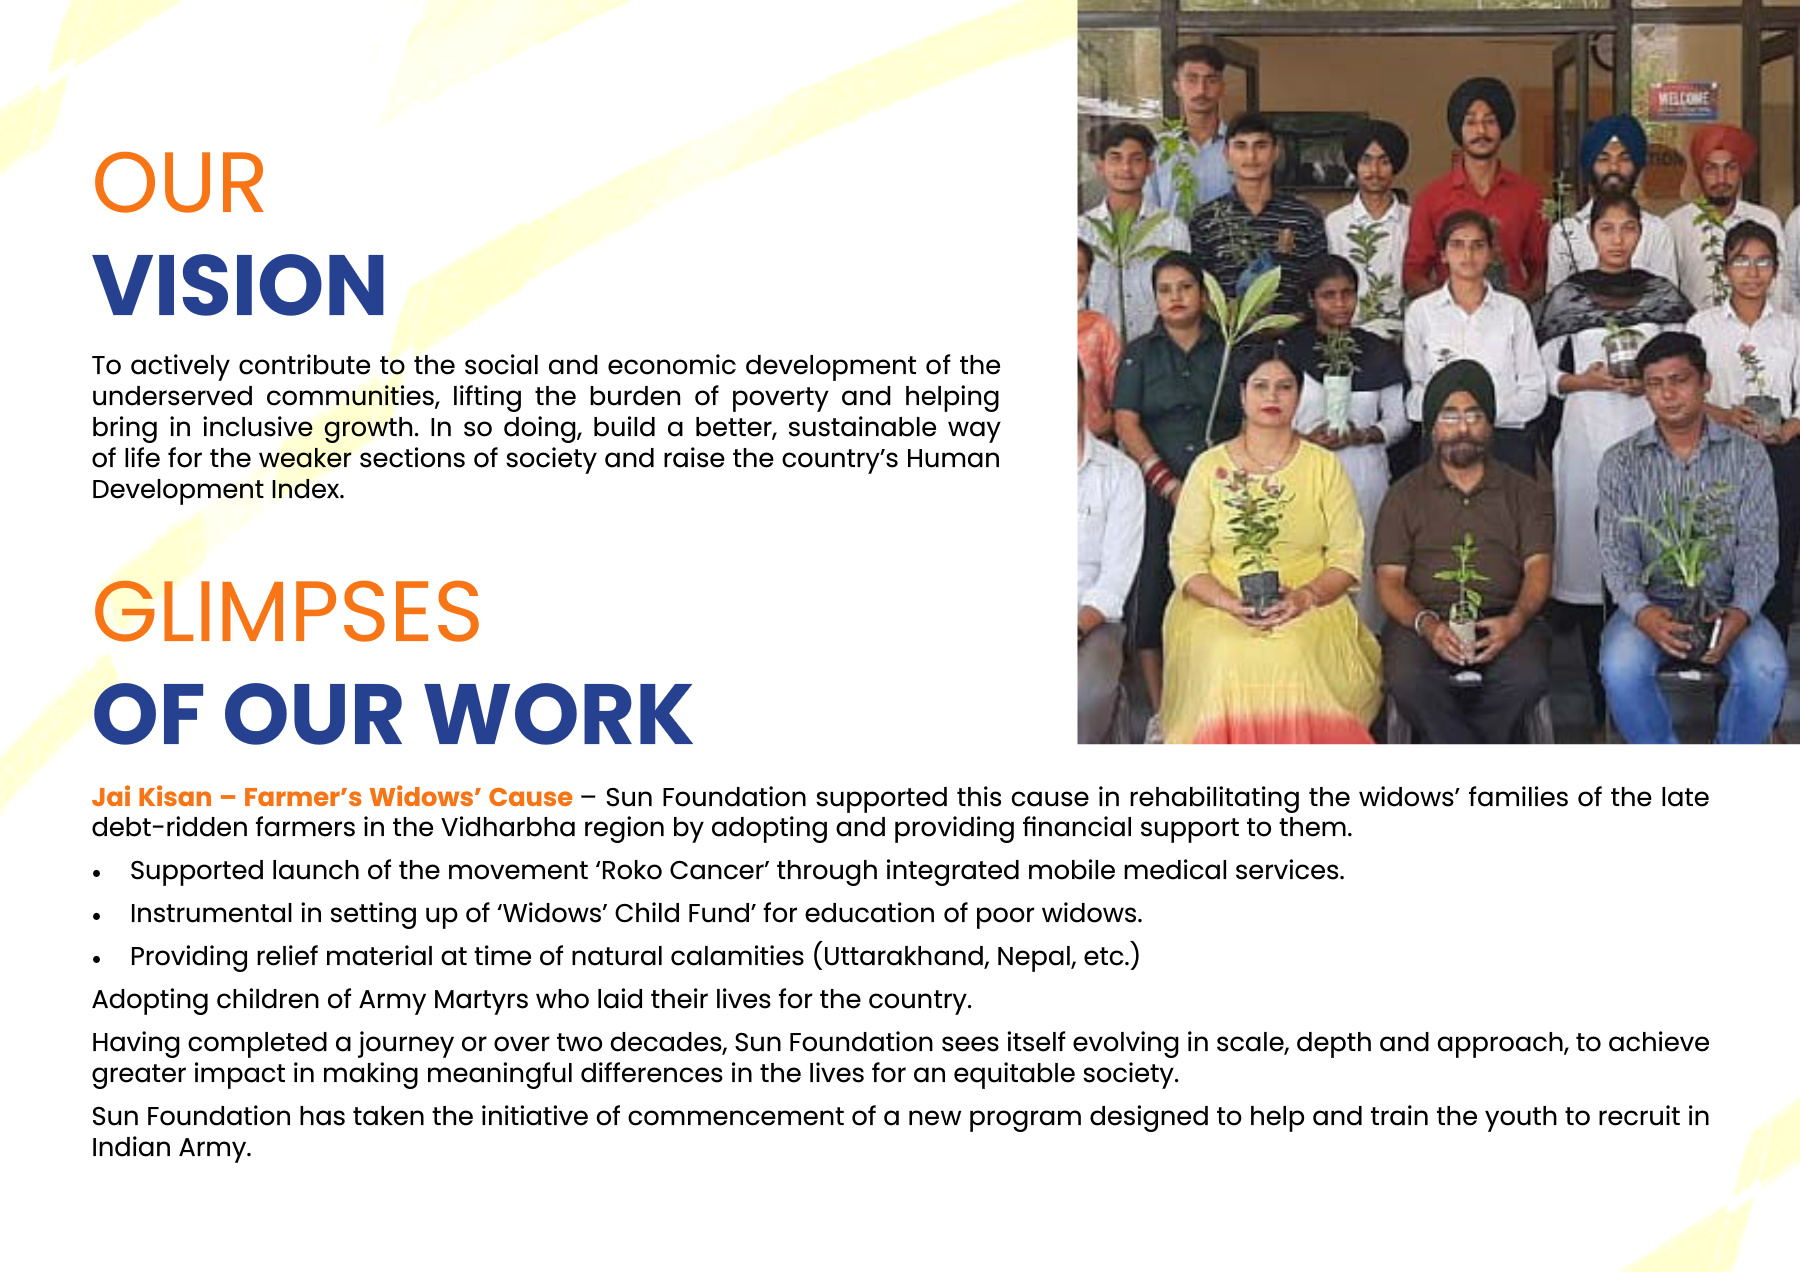 OUR
VISION
To actively contribute to the social and economic development of the
underserved communities, lifting the burden of poverty and helping
bring in inclusive growth. In so doing, build a better, sustainable way
of life for the weaker sections of society and raise the country’s Human
Development Index.
GLIMPSES
OF OUR WORK
Jai Kisan – Farmer’s Widows’ Cause – Sun Foundation supported this cause in rehabilitating the widows’ families of the late
debt-ridden farmers in the Vidharbha region by adopting and providing financial support to them.
• Supported launch of the movement ‘Roko Cancer’ through integrated mobile medical services.
• Instrumental in setting up of ‘Widows’ Child Fund’ for education of poor widows.
• Providing relief material at time of natural calamities (Uttarakhand, Nepal, etc.)
Adopting children of Army Martyrs who laid their lives for the country.
Having completed a journey or over two decades, Sun Foundation sees itself evolving in scale, depth and approach, to achieve
greater impact in making meaningful differences in the lives for an equitable society.
Sun Foundation has taken the initiative of commencement of a new program designed to help and train the youth to recruit in
Indian Army.
WELCOME